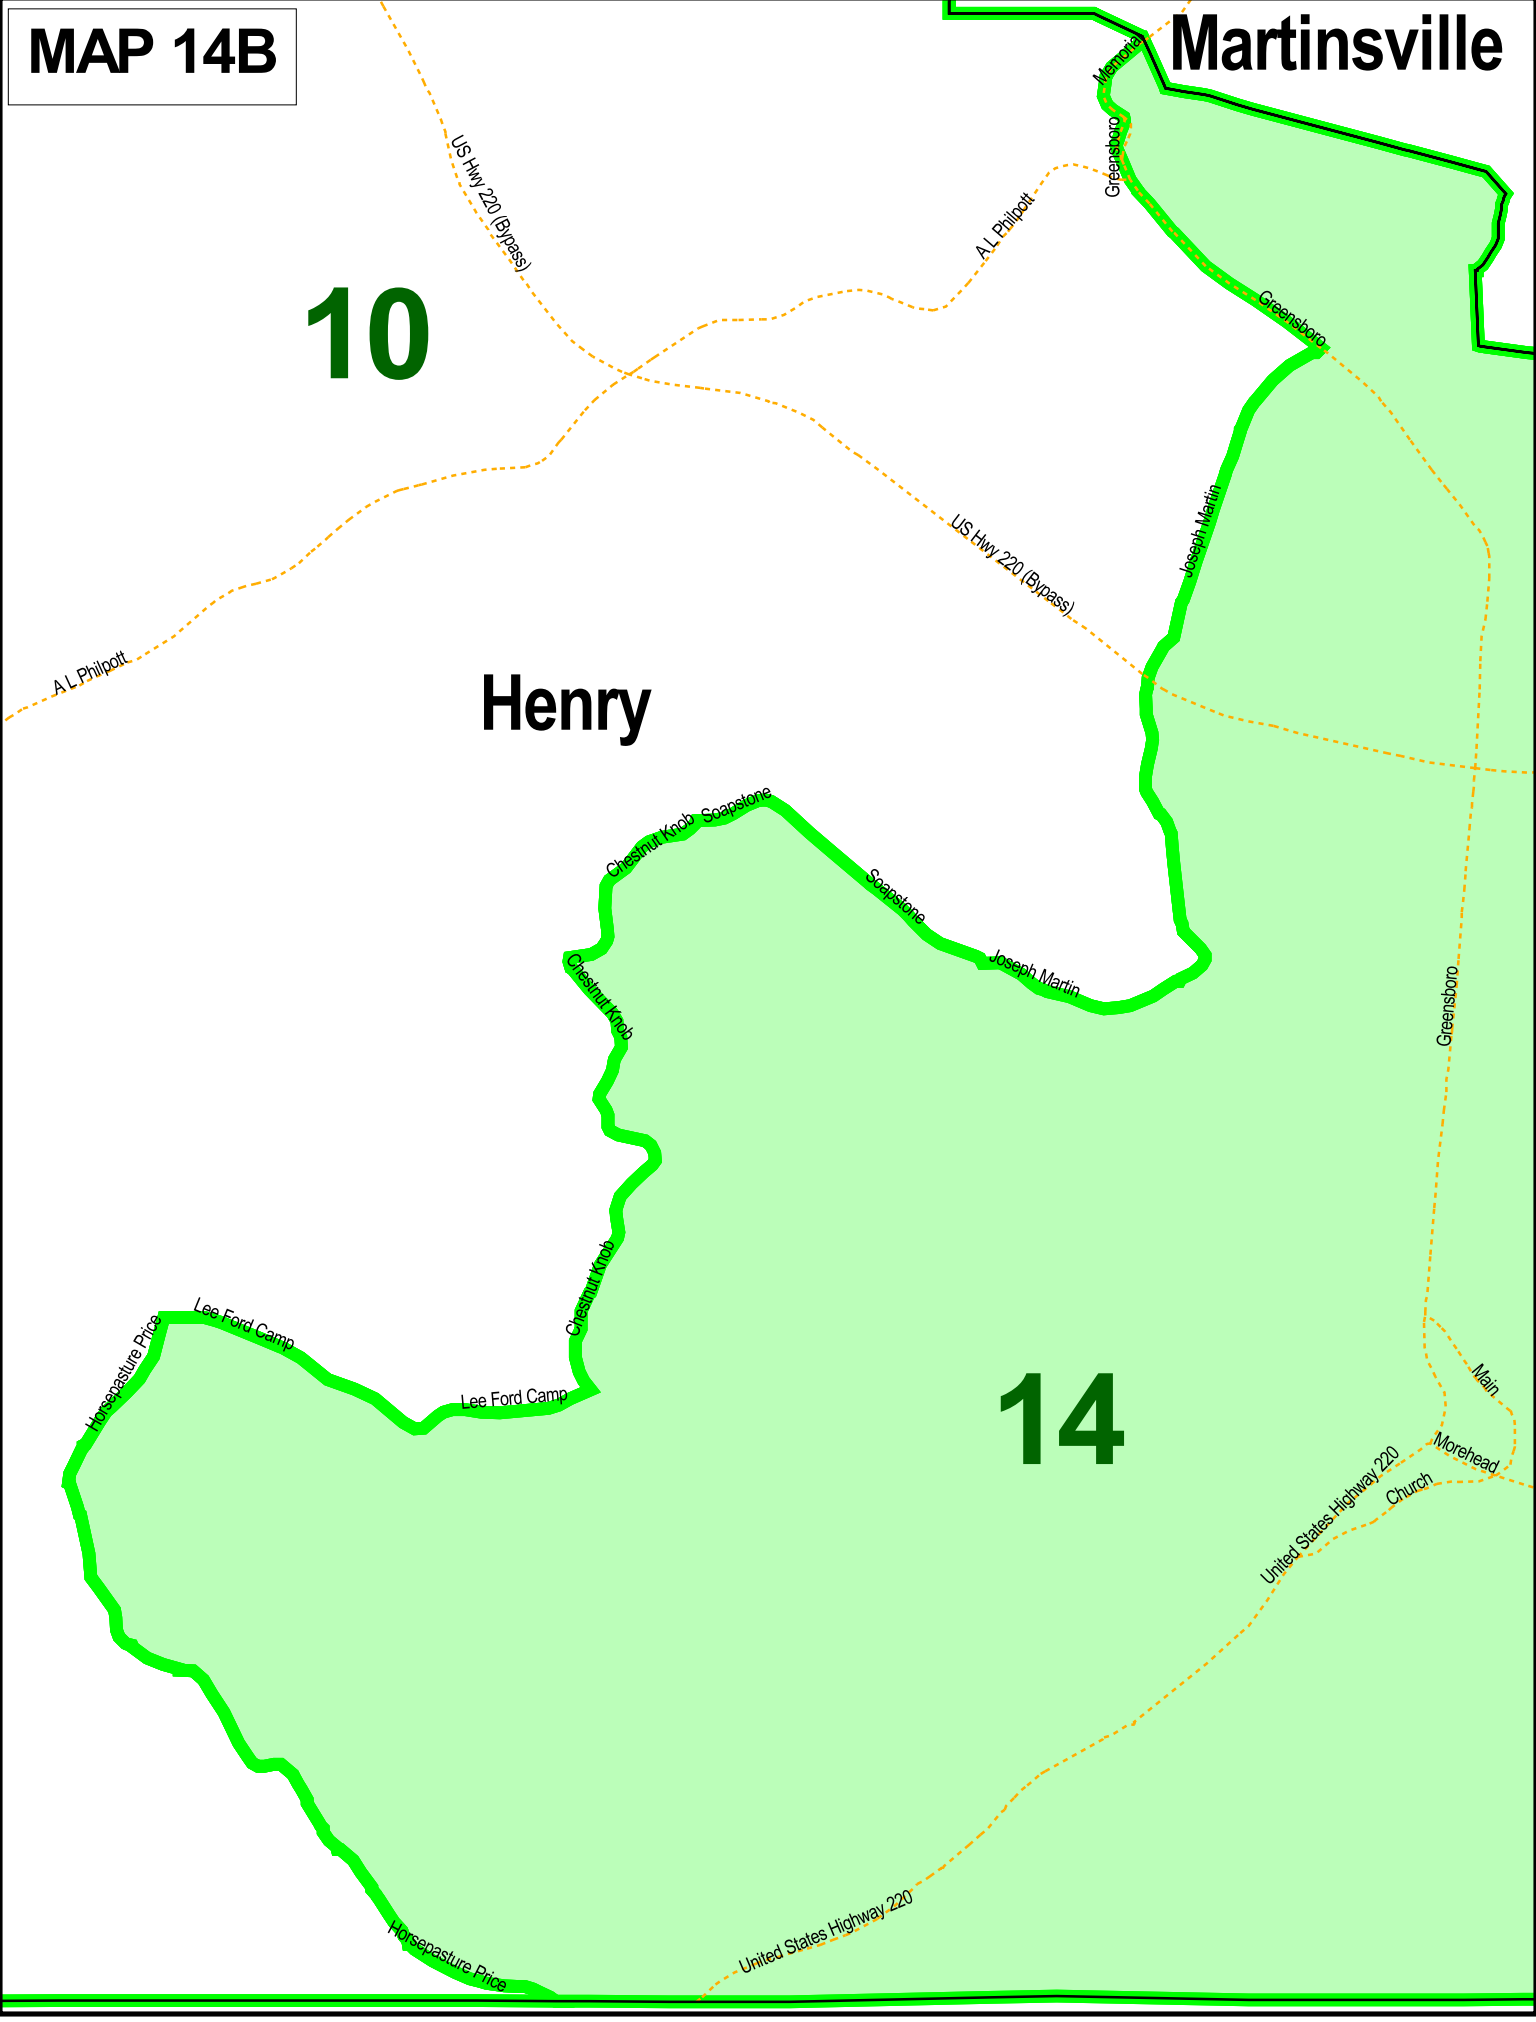 MAP 14B
Martinsville
Memorial
Greensboro
US Hwy 220 (Bypass)
A L Philpott
10
Greensboro
Joseph Martin
US Hwy 220 (Bypass)
A L Philpott
Henry
Chestnut Knob
Soapstone
Soapstone
Joseph Martin
Chestnut Knob
Greensboro
Chestnut Knob
Horsepasture Price
Lee Ford Camp
Lee Ford Camp
14
Main
Morehead
Church
United States Highway 220
United States Highway 220
Horsepasture Price